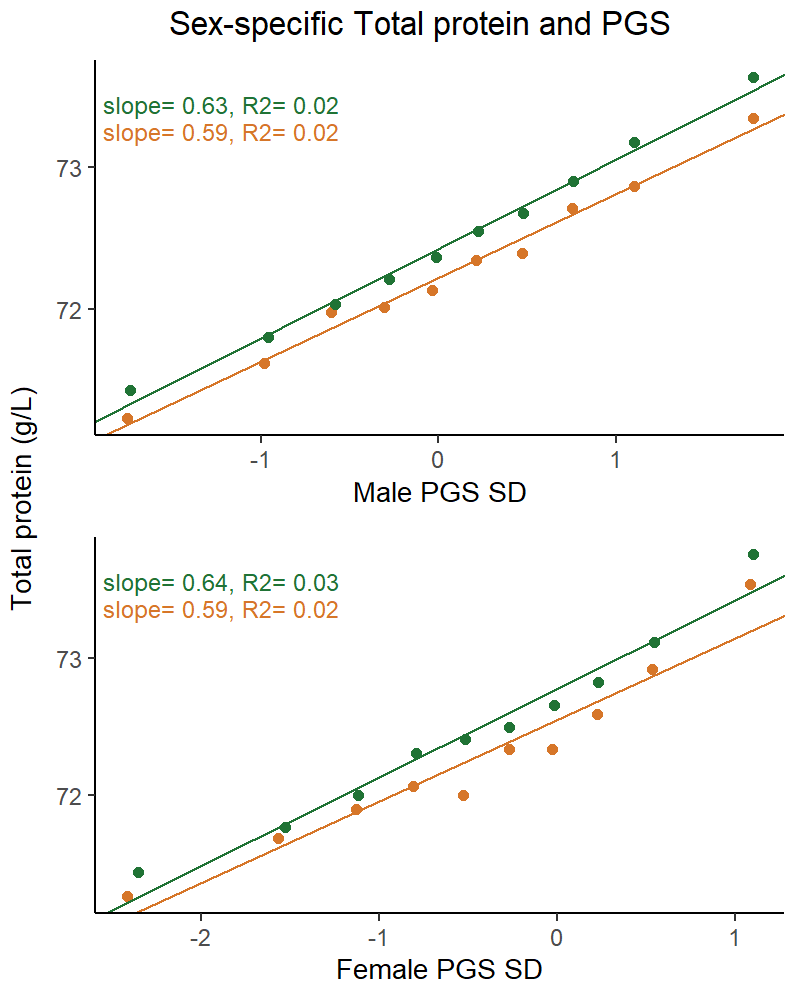 Sex-specific Total protein and PGS
Total protein (g/L)
slope= 0.63, R2= 0.02
slope= 0.59, R2= 0.02
73
72
-1 0 1
Male PGS SD
slope= 0.64, R2= 0.03
slope= 0.59, R2= 0.02
73
72
-2 -1 0 1
Female PGS SD